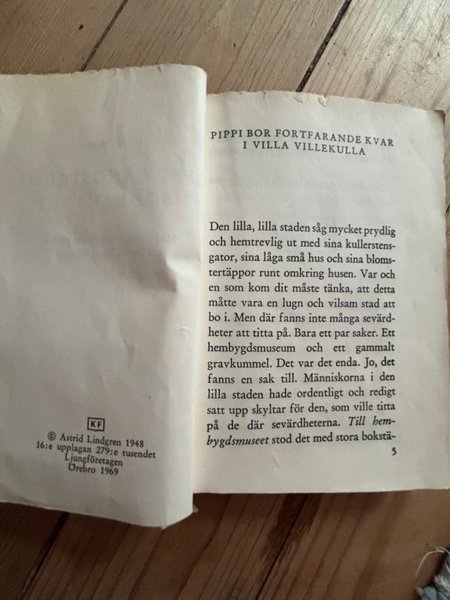 KF
© Astrid Lindgren 1948
16:e upplagan 279:e tusendet
Ljungföretagen
Örebro 1969
PIPPI BOR FORTFARANDE KVAR
I VILLA VILLEKULLA
Den lilla, lilla staden såg mycket prydlig
och hemtrevlig ut med sina kullerstens-
gator, sina låga små hus och sina bloms-
tertäppor runt omkring husen. Var och
en som kom dit måste tänka, att detta
måtte vara en lugn och vilsam stad att
bo i. Men där fanns inte många sevärd-
heter att titta på. Bara ett par saker. Ett
hembygdsmuseum och ett gammalt
gravkummel. Det var det enda. Jo, det
fanns en sak till. Människorna i den
lilla staden hade ordentligt och redigt
satt upp skyltar för den, som ville titta
på de där sevärdheterna. Till hem-
bygdsmuseet stod det med stora bokstä-
5